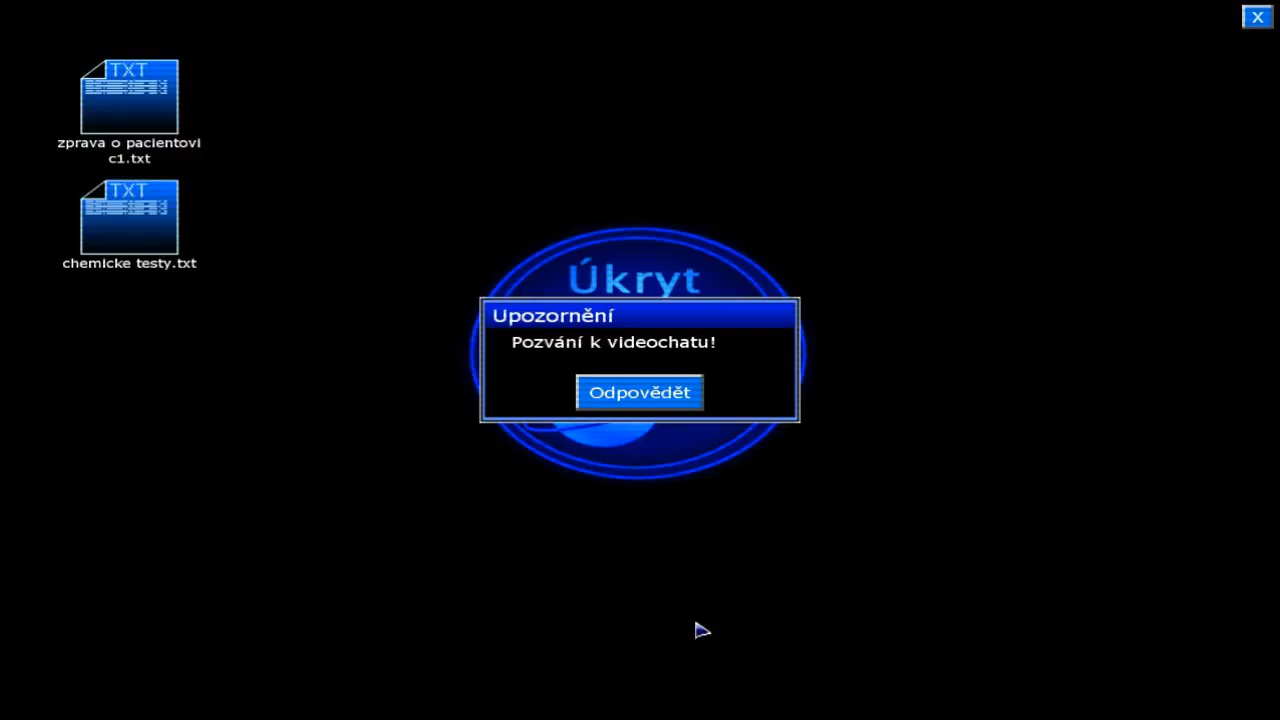 X
TXT
zprava o pacientovi
c1.txt
TXT
chemicke testy.txt
Úkryt
Upozornění
Pozvání k videochatu!
Odpovědět